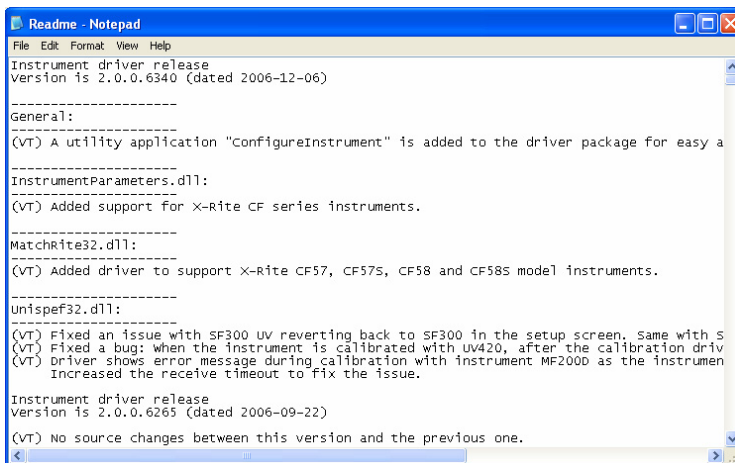 Readme - Notepad
File Edit Format View Help
Instrument driver release
Version is 2.0.0.6340 (dated 2006-12-06)
---------------------
General:
---------------------
(VT) A utility application "ConfigureInstrument" is added to the driver package for easy a
---------------------
InstrumentParameters.dll:
---------------------
(VT) Added support for X-Rite CF series instruments.
---------------------
MatchRite32.dll:
---------------------
(VT) Added driver to support X-Rite CF57, CF57S, CF58 and CF58S model instruments.
---------------------
Unispef32.dll:
---------------------
(VT) Fixed an issue with SF300 UV reverting back to SF300 in the setup screen. Same with S
(VT) Fixed a bug: When the instrument is calibrated with UV420, after the calibration driv
(VT) Driver shows error message during calibration with instrument MF200D as the instrumen
Increased the receive timeout to fix the issue.
Instrument driver release
Version is 2.0.0.6265 (dated 2006-09-22)
(VT) No source changes between this version and the previous one.